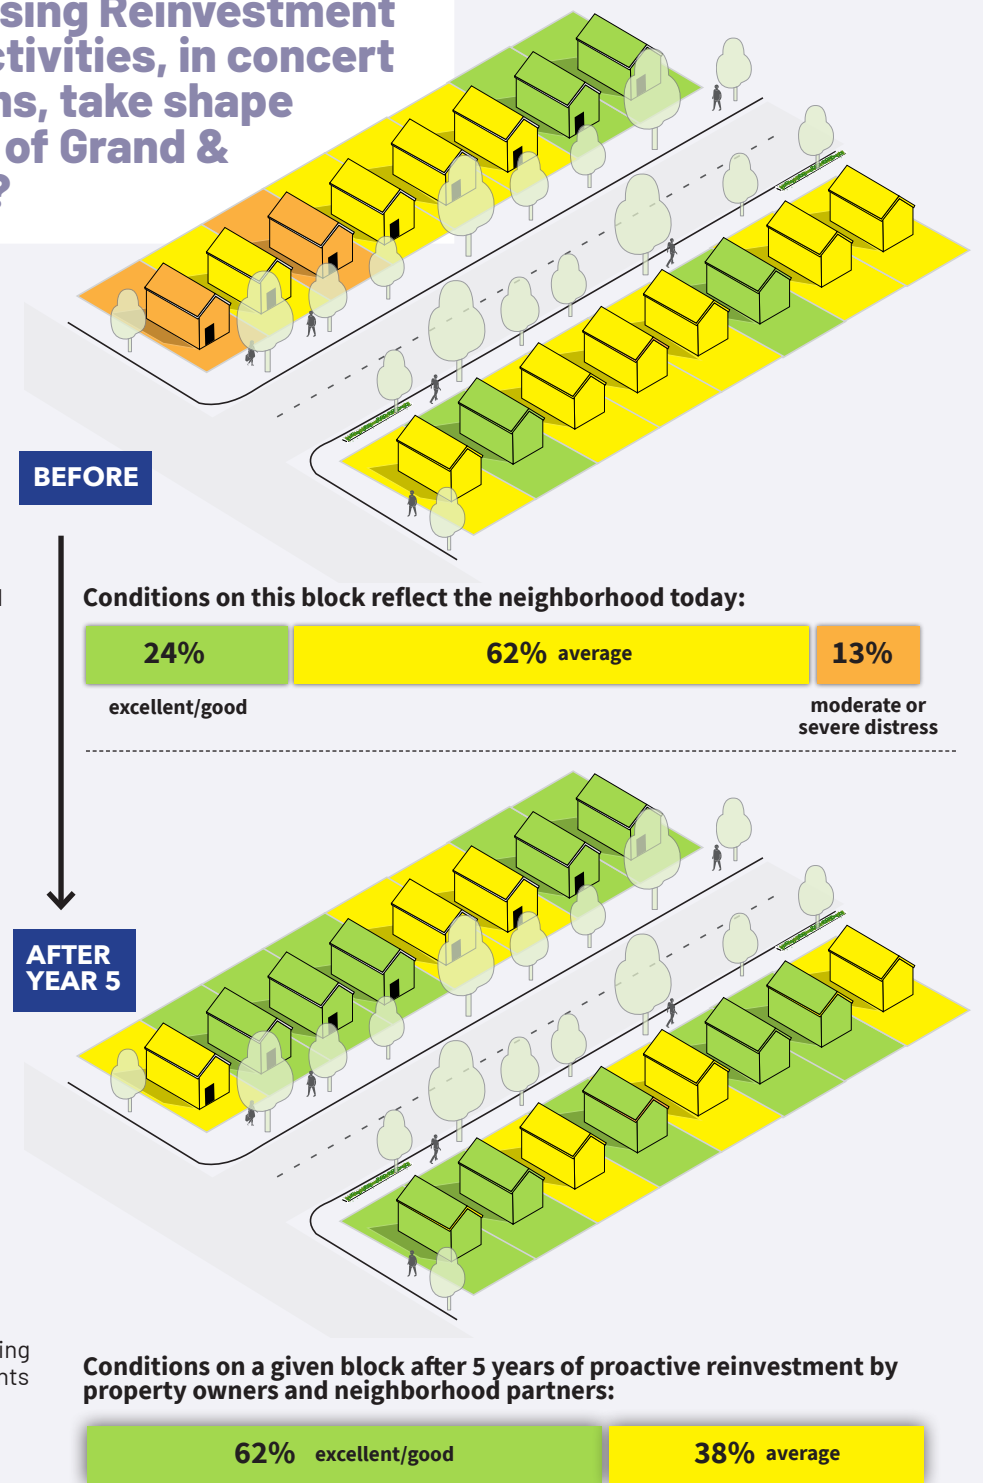 sing Reinvestment
ctivities, in concert
ns, take shape
of Grand &
?
BEFORE
Conditions on this block reflect the neighborhood today:
24%
62% average
13%
excellent/good
moderate or
severe distress
AFTER
YEAR 5
ing
nts
Conditions on a given block after 5 years of proactive reinvestment by
property owners and neighborhood partners:
62% excellent/good
38% average